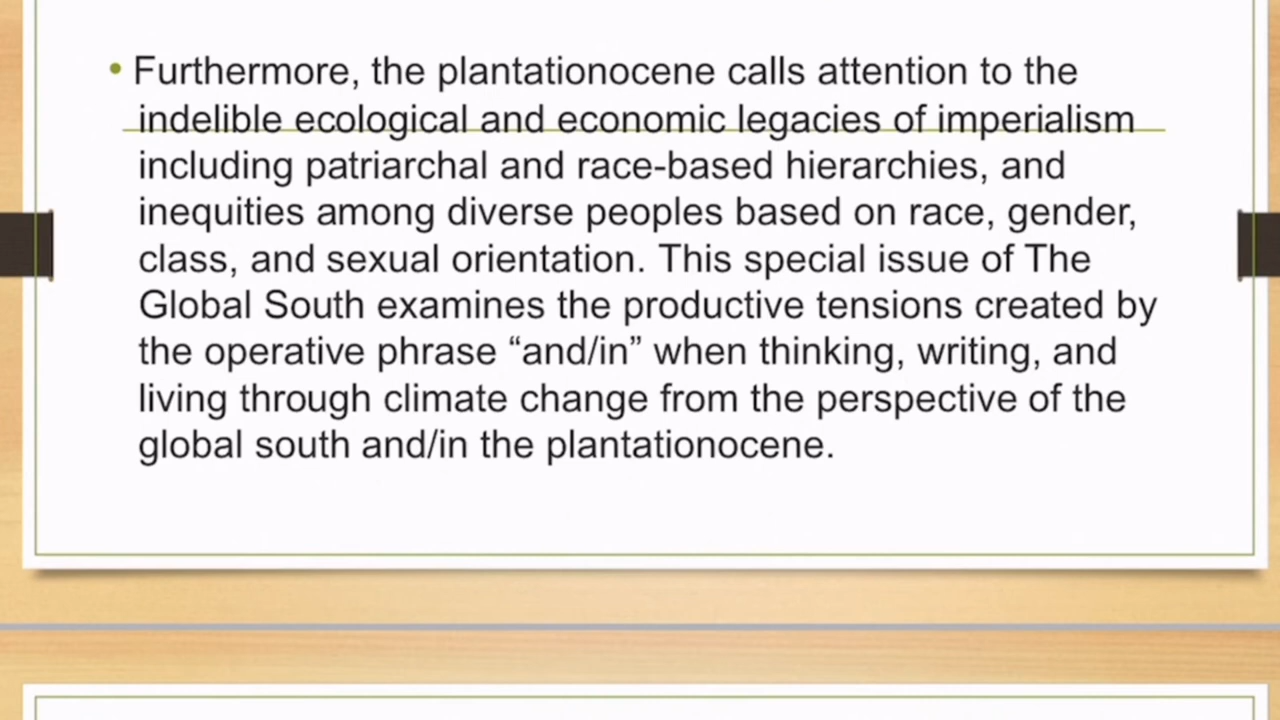 • Furthermore, the plantationocene calls attention to the
indelible ecological and economic legacies of imperialism
including patriarchal and race-based hierarchies, and
inequities among diverse peoples based on race, gender,
class, and sexual orientation. This special issue of The
Global South examines the productive tensions created by
the operative phrase “and/in” when thinking, writing, and
living through climate change from the perspective of the
global south and/in the plantationocene.